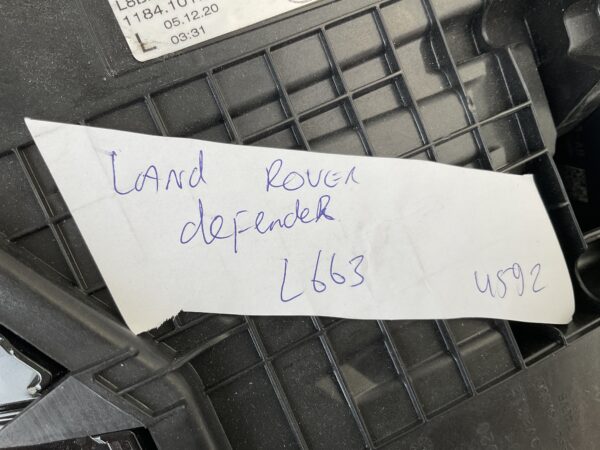 1184.101
05.12.20
L 03:31
LAND ROVER
defendeR
L663 4592